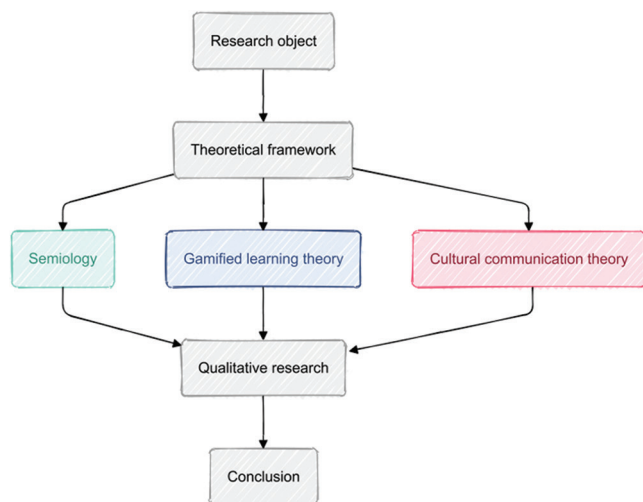 Research object
Theoretical framework
Semiology
Gamified learning theory
Cultural communication theory
Qualitative research
Conclusion